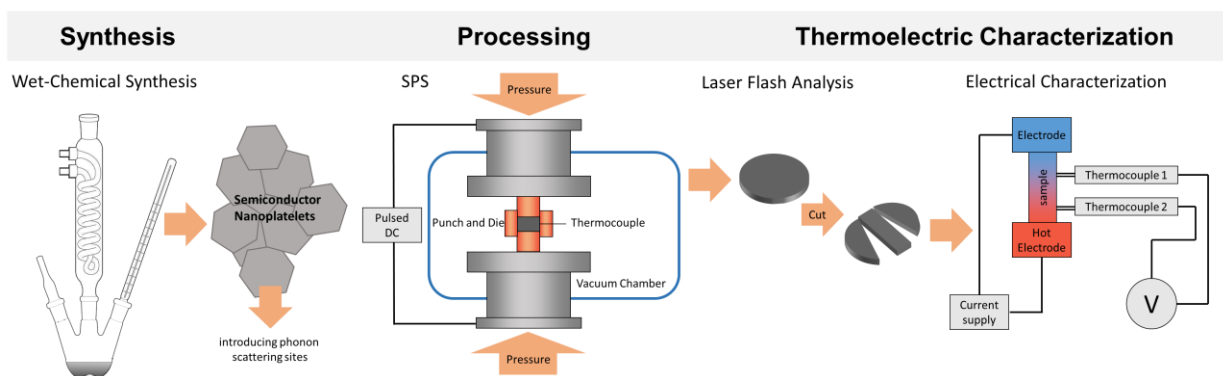 Synthesis
Processing
Thermoelectric Characterization
Wet-Chemical Synthesis
SPS
Laser Flash Analysis
Electrical Characterization
Semiconductor
Nanoplatelets
introducing phonon
scattering sites
Pressure
Pulsed
DC
Punch and Die
Thermocouple
Vacuum Chamber
Pressure
Cut
Electrode
sample
Hot
Electrode
Thermocouple 1
Thermocouple 2
Current
supply
V